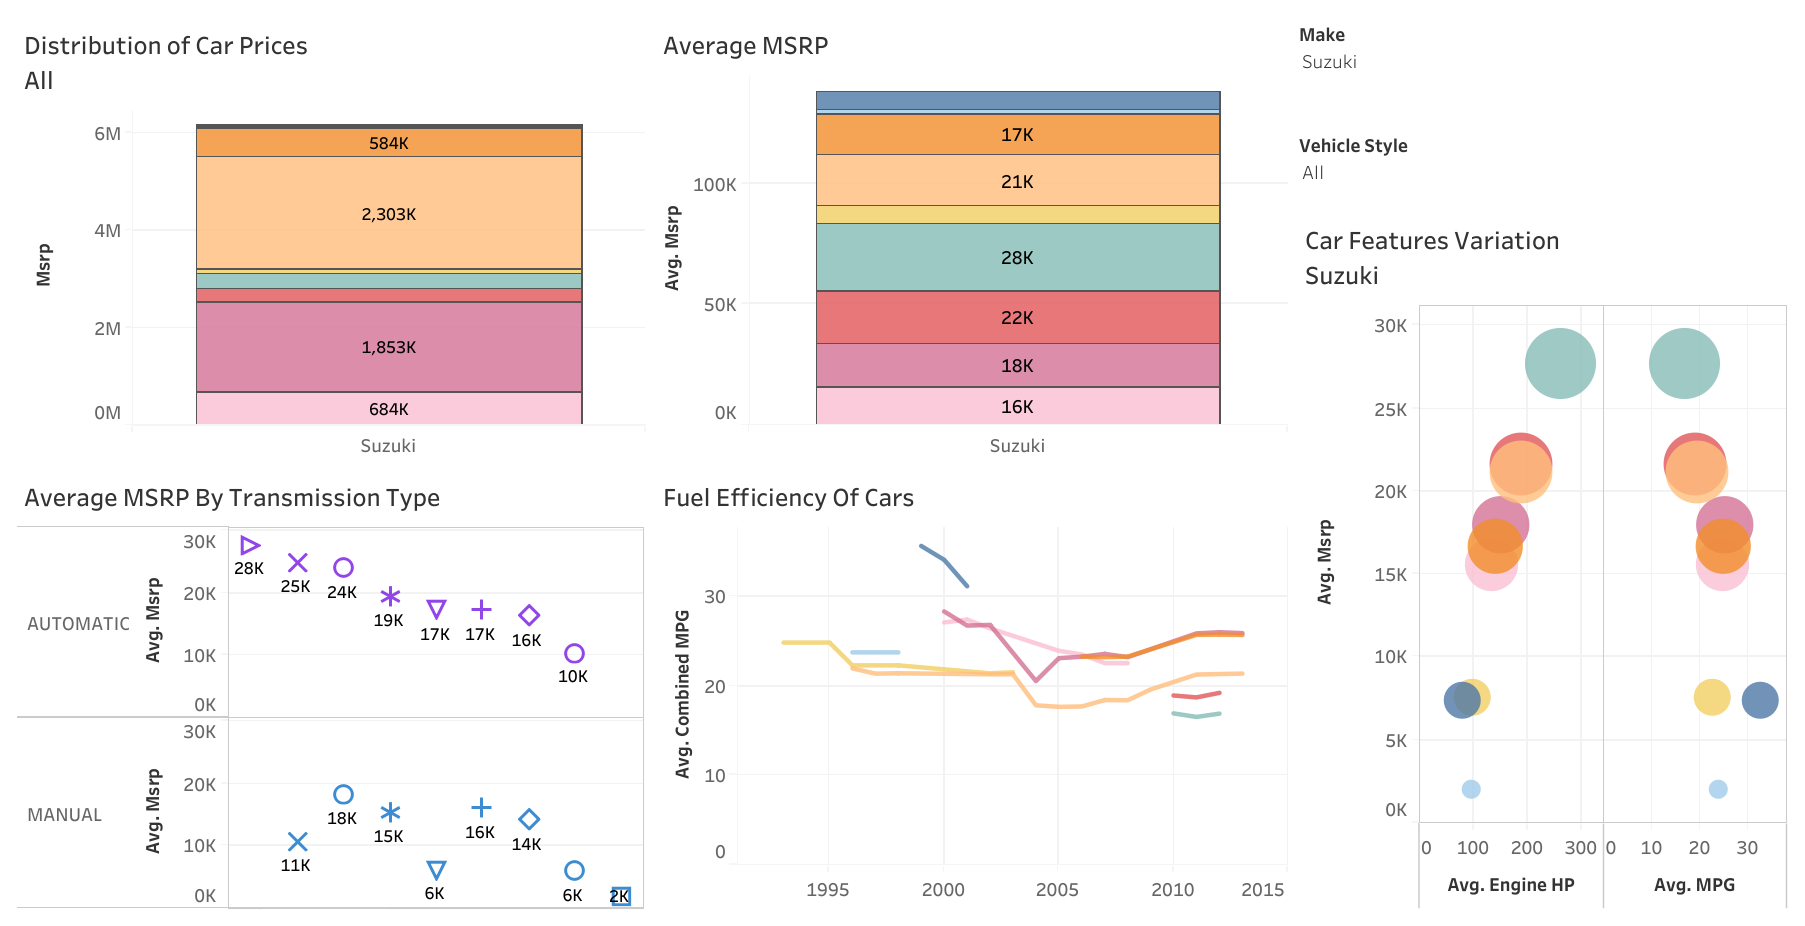 Distribution of Car Prices
All
6M
4M
2M
0M
Msrp
584K
2,303K
1,853K
684K
Suzuki
Average MSRP
100K
50K
0K
Avg. Msrp
17K
21K
28K
22K
18K
16K
Suzuki
Make
Suzuki
Vehicle Style
All
Car Features Variation
Suzuki
30K
25K
20K
15K
10K
5K
0K
Avg. Msrp
0 100 200 300
0 10 20 30
Avg. Engine HP
Avg. MPG
Average MSRP By Transmission Type
AUTOMATIC
Avg. Msrp
30K
20K
10K
0K
28K
25K
24K
19K
17K
17K
16K
10K
MANUAL
Avg. Msrp
30K
20K
10K
0K
11K
18K
15K
6K
16K
14K
6K
2K
Fuel Efficiency Of Cars
Avg. Combined MPG
30
20
10
0
1995 2000 2005 2010 2015